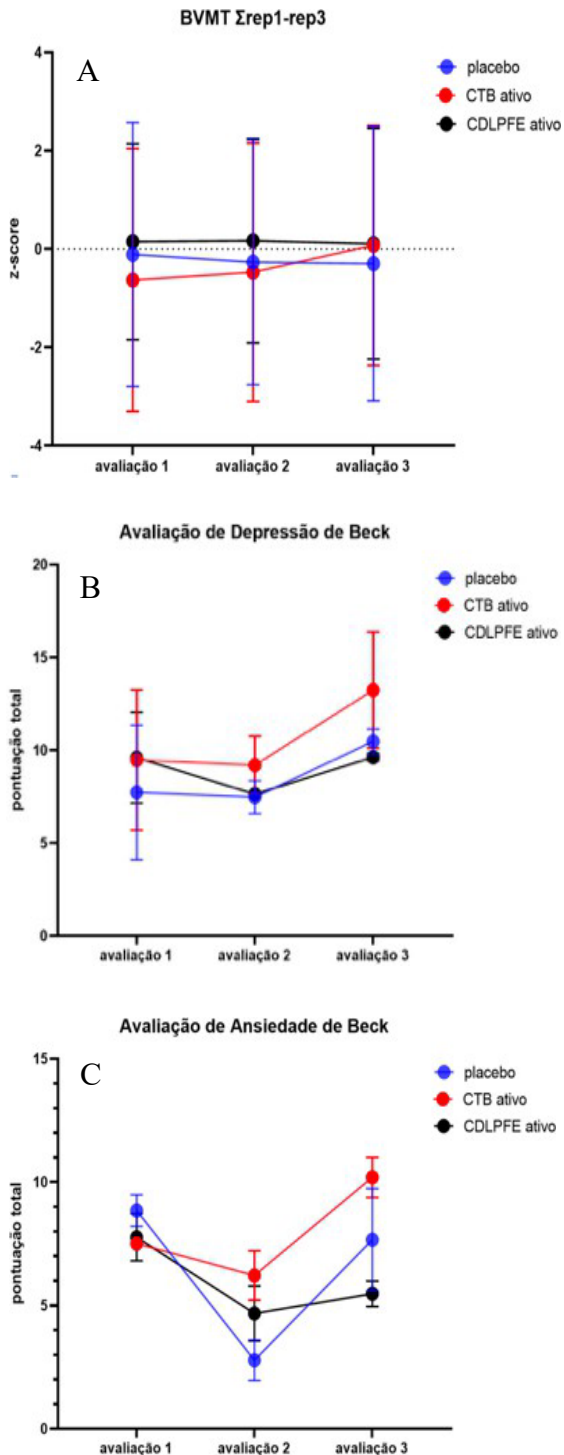 BVMT Σrep1-rep3
A
placebo
CTB ativo
CDLPFE ativo
z-score
4
2
0
-2
-4
avaliação 1 avaliação 2 avaliação 3
Avaliação de Depressão de Beck
B
placebo
CTB ativo
CDLPFE ativo
pontuação total
20
15
10
5
0
avaliação 1 avaliação 2 avaliação 3
Avaliação de Ansiedade de Beck
C
placebo
CTB ativo
CDLPFE ativo
pontuação total
15
10
5
0
avaliação 1 avaliação 2 avaliação 3